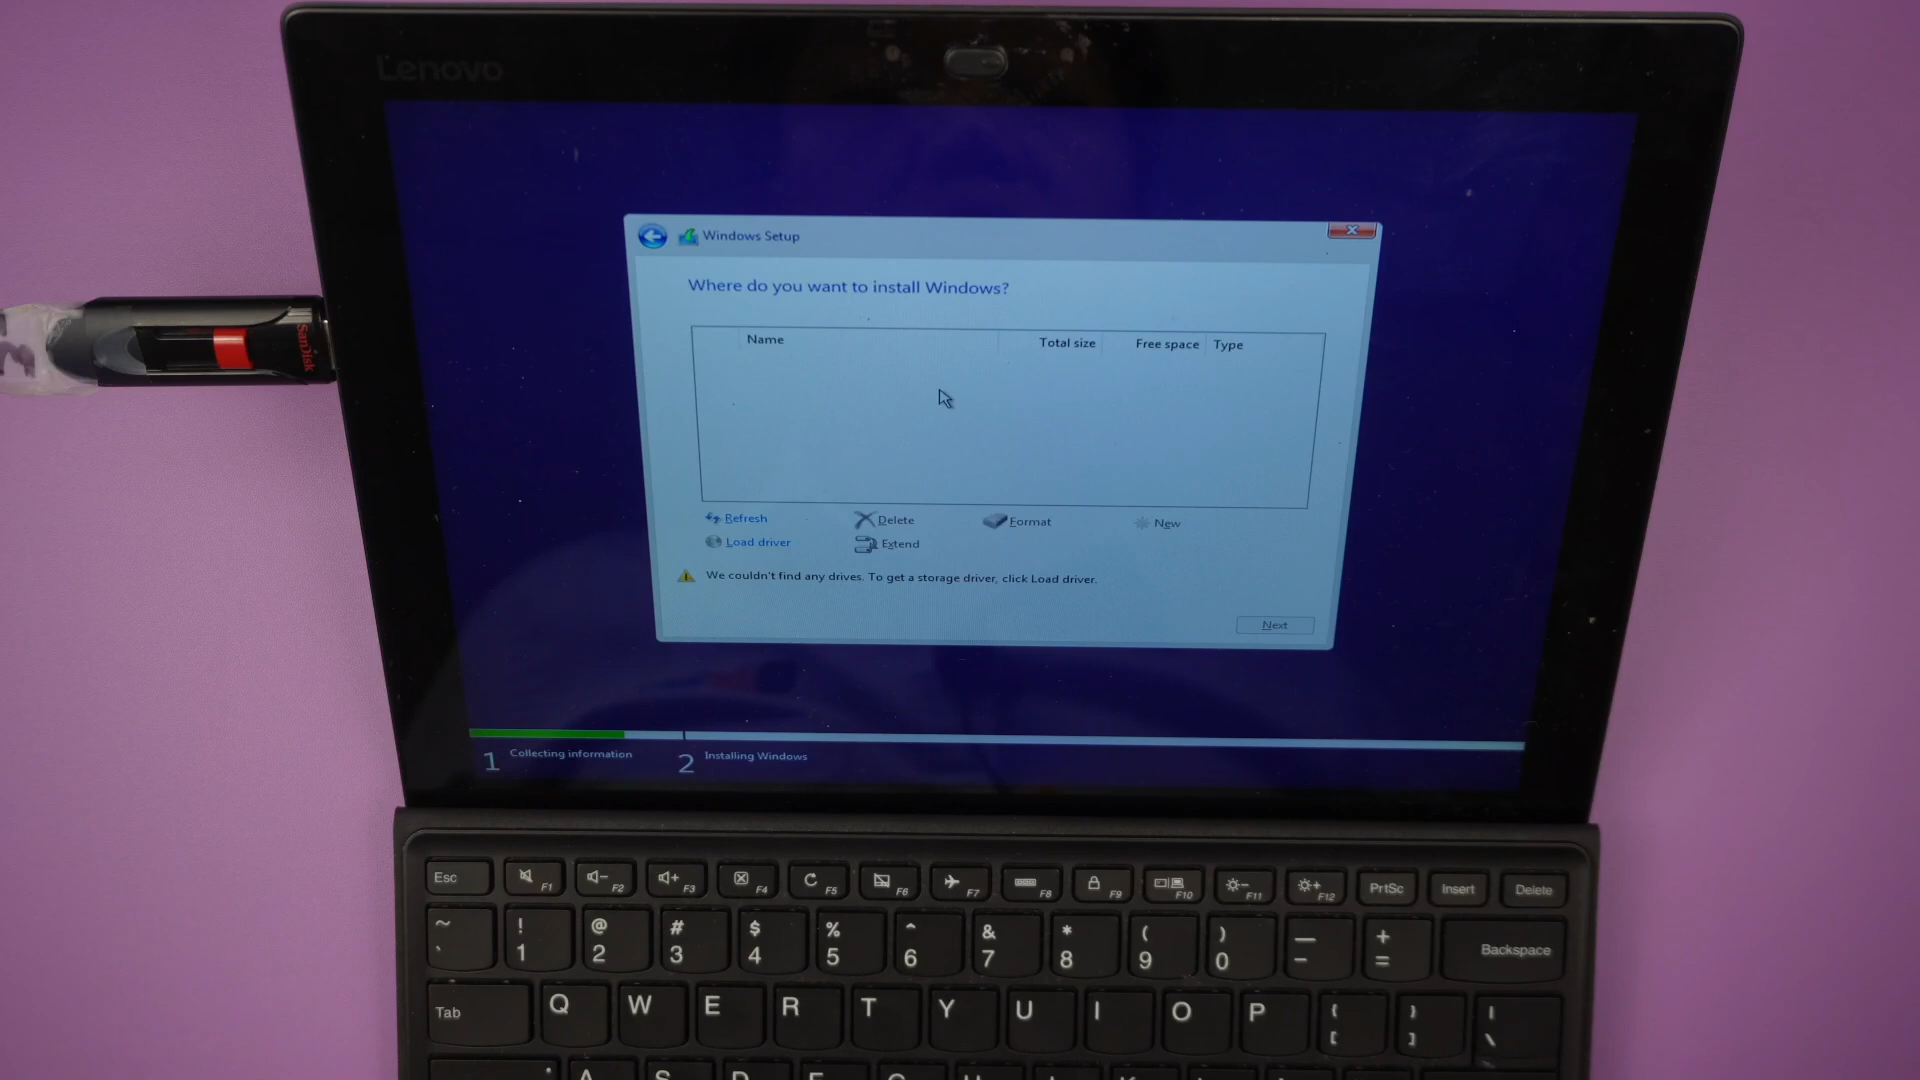 Lenovo
Windows Setup
Where do you want to install Windows?
Name Total size Free space Type
Refresh Delete Format New
Load driver Extend
We couldn't find any drives. To get a storage driver, click Load driver.
Next
SanDisk
1 Collecting information 2 Installing Windows
Esc F1 F2 F3 F4 F5 F6 F7 F8 F9 F10 F11 F12 PrtSc Insert Delete
~ ! @ # $ % ^ & * ( ) — +
` 1 2 3 4 5 6 7 8 9 0 - = Backspace
Tab Q W E R T Y U I O P { } |
[ ] \